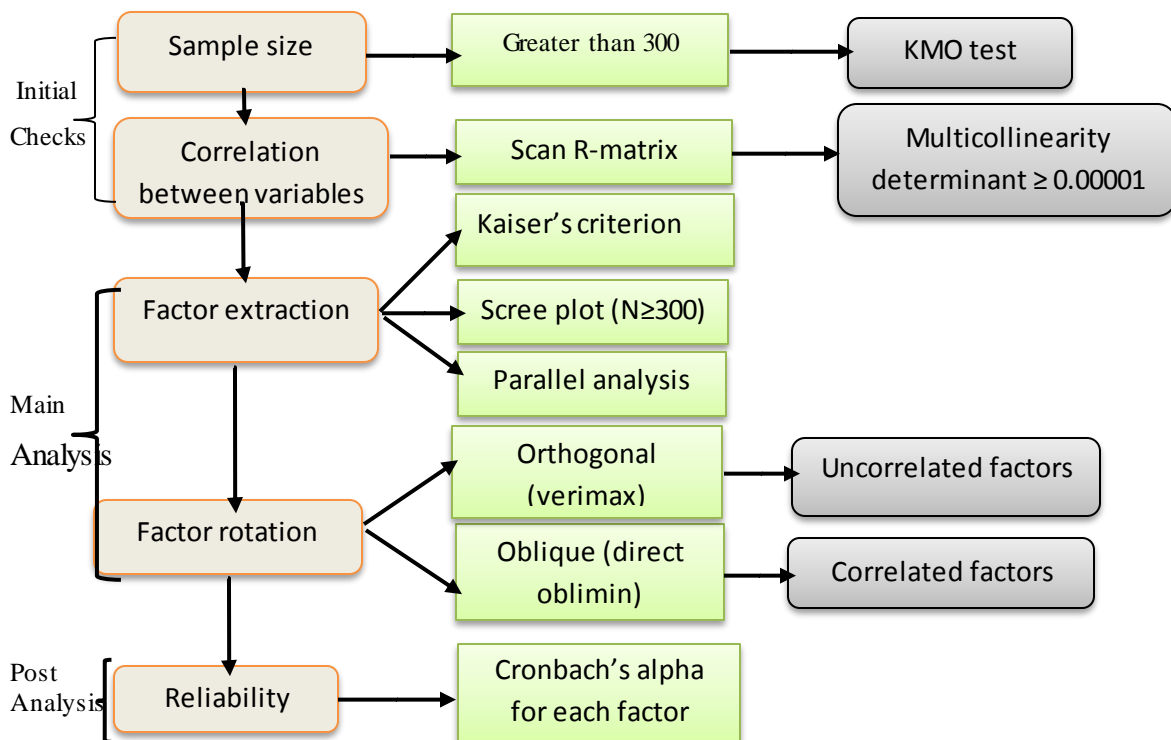 Sample size
Greater than 300
KMO test
Initial
Checks
Correlation
between variables
Scan R-matrix
Multicollinearity
determinant ≥ 0.00001
Kaiser’s criterion
Factor extraction
Scree plot (N≥300)
Parallel analysis
Main
Analysis
Orthogonal
(verimax)
Uncorrelated factors
Factor rotation
Oblique (direct
oblimin)
Correlated factors
Post
Analysis
Reliability
Cronbach’s alpha
for each factor